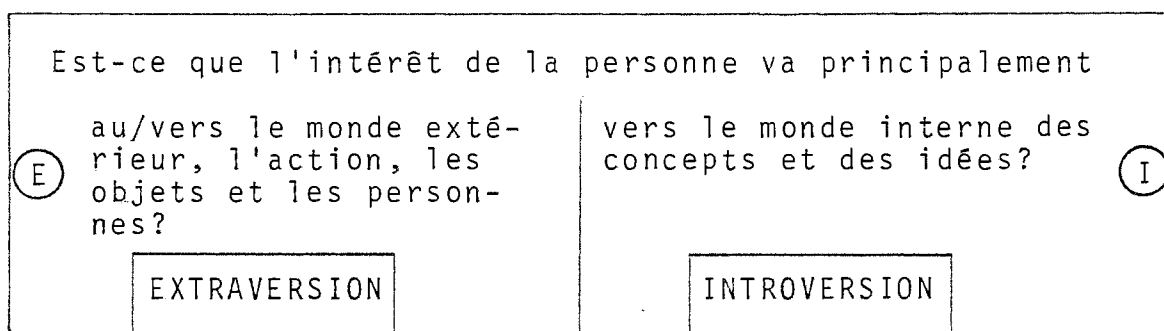 Est-ce que l'intérêt de la personne va principalement
au/vers le monde exté-
rieur, l'action, les
objets et les person-
nes?
E
EXTRAVERSION
vers le monde interne des
concepts et des idées?
I
INTROVERSION